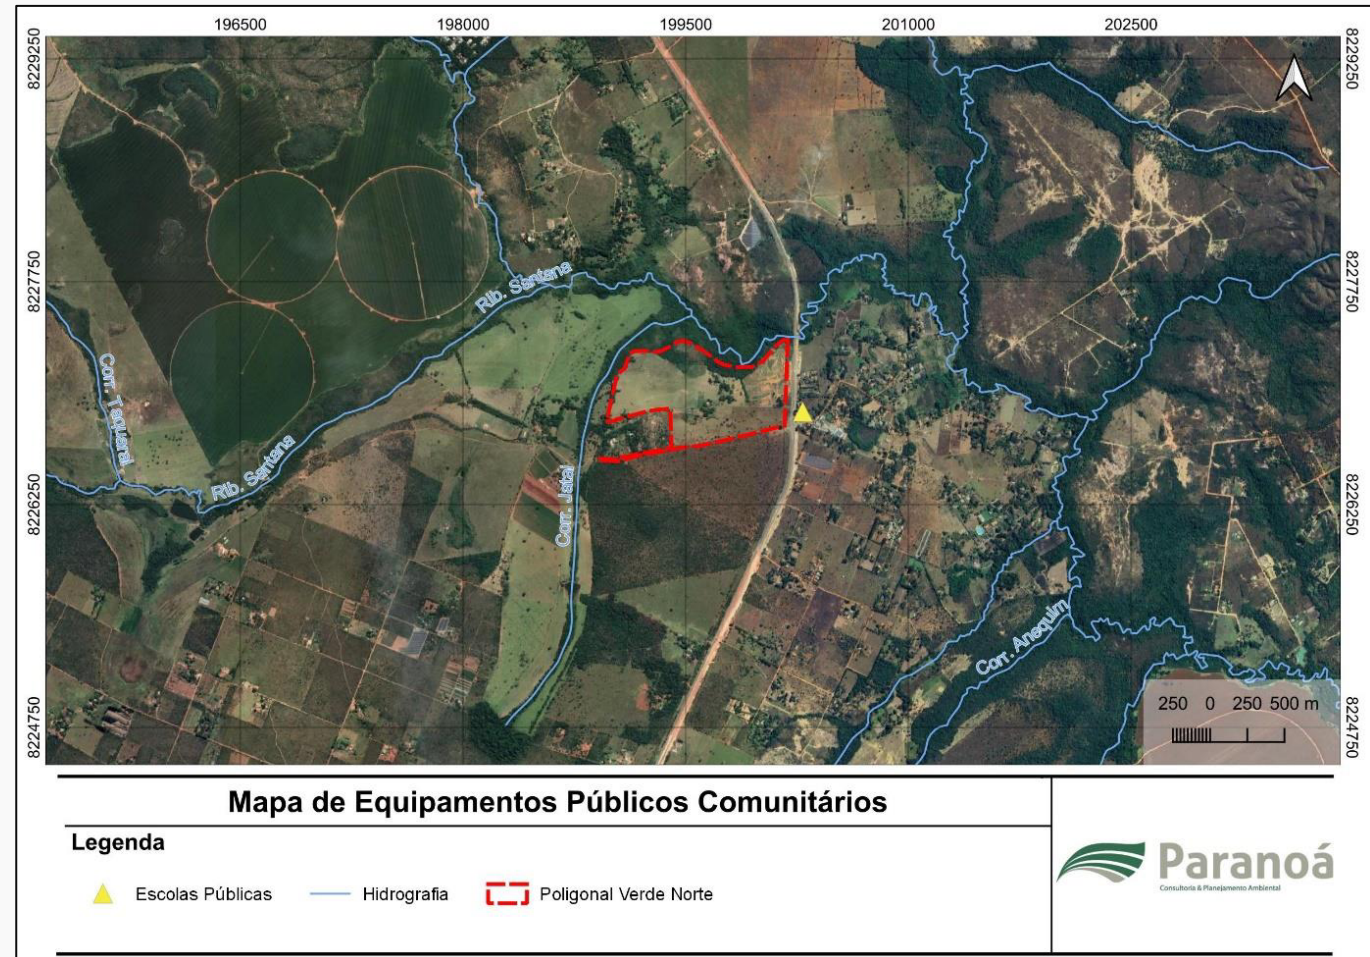 196500 198000 199500 201000 202500
8229250 8229250
8227750 8227750
8226250 8226250
8224750 8224750
Rib. Santana
Corr. Taquaral
Rib. Santana
Corr. Jataí
Corr. Anequim
250 0 250 500 m
Mapa de Equipamentos Públicos Comunitários
Legenda
Escolas Públicas Hidrografia Poligonal Verde Norte
Paranoá
Consultoria & Planejamento Ambiental